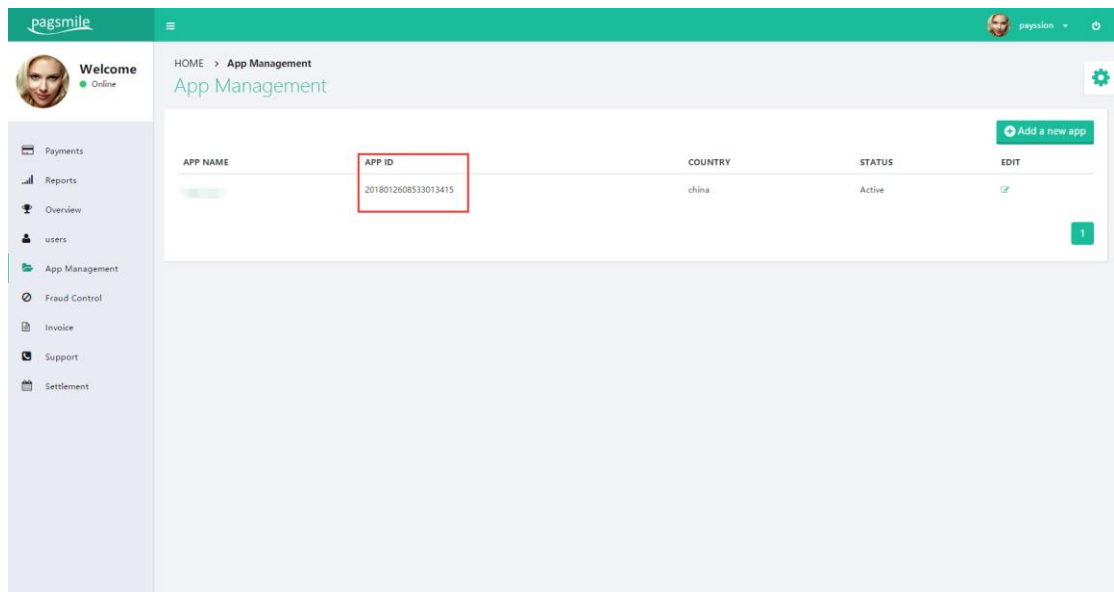 pagsmile
payssion
Welcome
Online
HOME > App Management
App Management
Add a new app
Payments
Reports
Overview
users
App Management
Fraud Control
Invoice
Support
Settlement
APP NAME APP ID COUNTRY STATUS EDIT
2018012608533013415 china Active
1